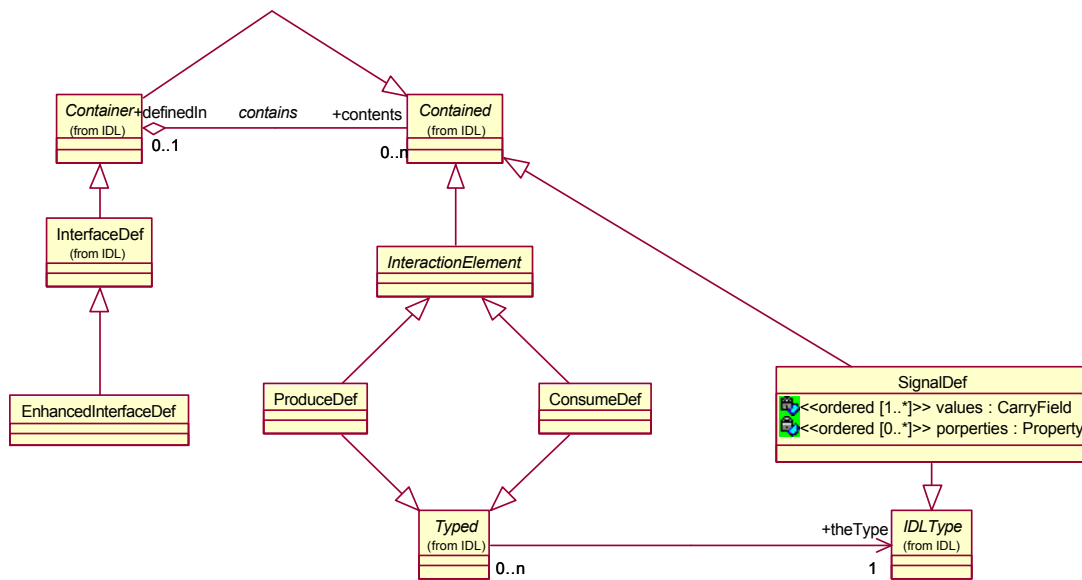 Container
(from IDL)
+definedIn
contains
+contents
Contained
(from IDL)
0..1
0..n
InterfaceDef
(from IDL)
InteractionElement
EnhancedInterfaceDef
ProduceDef
ConsumeDef
SignalDef
<<ordered [1..*]>> values : CarryField
<<ordered [0..*]>> porperties : Property
Typed
(from IDL)
0..n
+theType
1
IDLType
(from IDL)